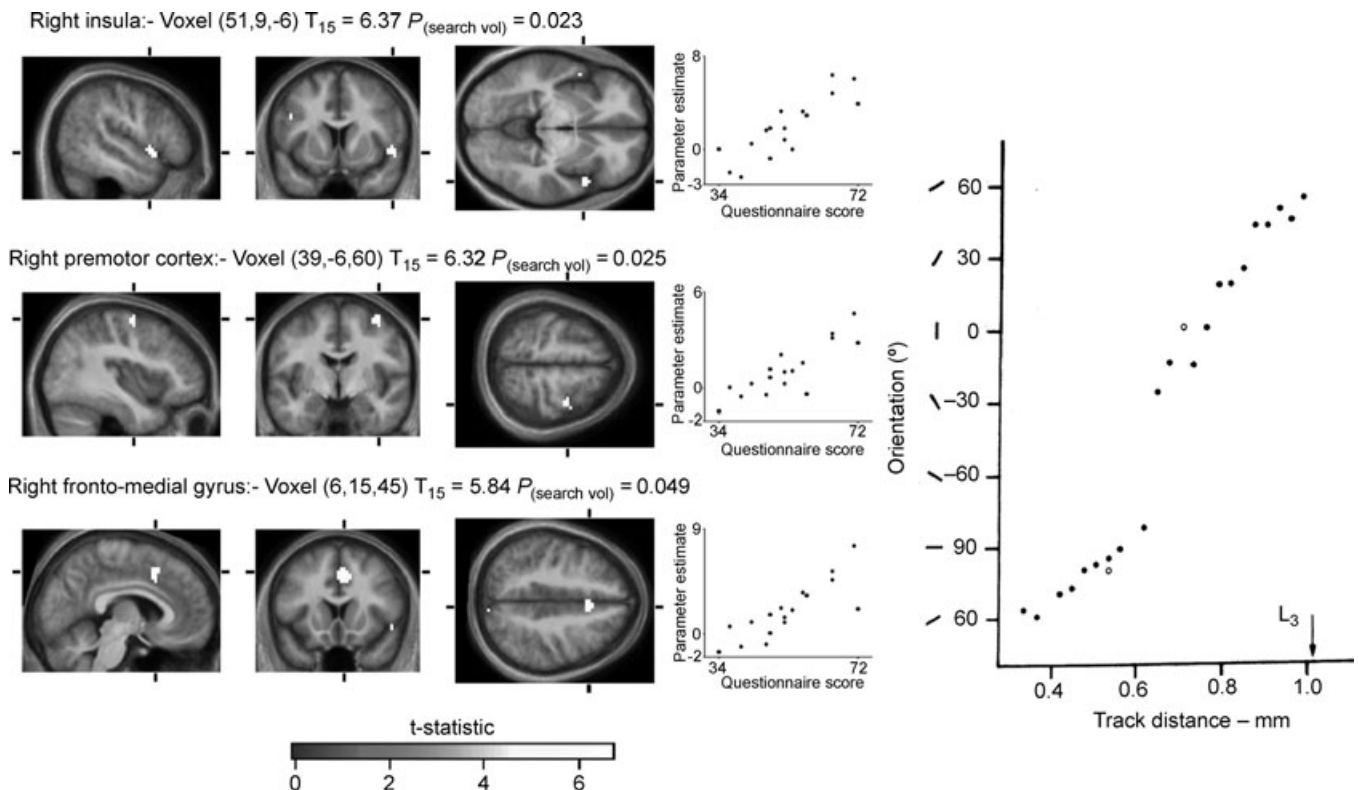 Right insula:- Voxel (51,9,-6) T15 = 6.37 P(search vol) = 0.023
8
0
-3
Parameter estimate
34
72
Questionnaire score
Right premotor cortex:- Voxel (39,-6,60) T15 = 6.32 P(search vol) = 0.025
6
0
-2
Parameter estimate
34
72
Questionnaire score
Right fronto-medial gyrus:- Voxel (6,15,45) T15 = 5.84 P(search vol) = 0.049
9
0
-2
Parameter estimate
34
72
Questionnaire score
t-statistic
0 2 4 6
Orientation (º)
60
30
0
–30
–60
90
60
L3
0.4 0.6 0.8 1.0
Track distance – mm